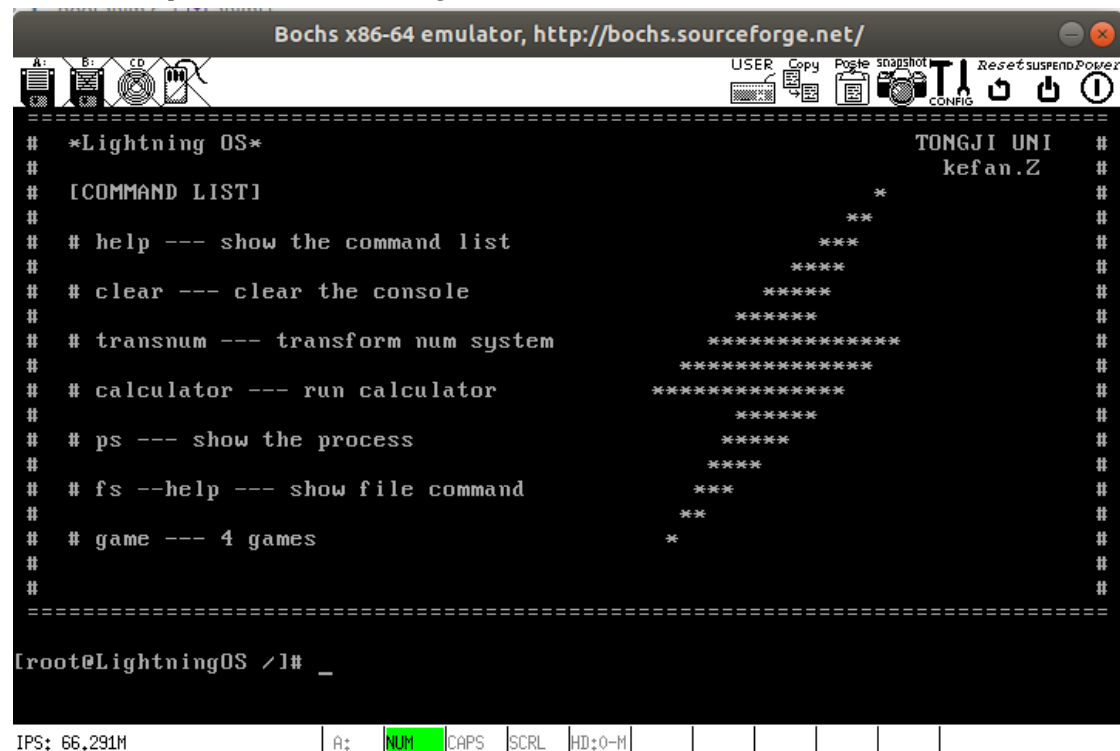 Bochs x86-64 emulator, http://bochs.sourceforge.net/
A: B: CD USER Copy Paste snapshot CONFIG Reset SUSPEND Power
==============================================================================
# *Lightning OS* TONGJI UNI #
# kefan.Z #
# [COMMAND LIST] * #
# ** #
# # help --- show the command list *** #
# **** #
# # clear --- clear the console ***** #
# ****** #
# # transnum --- transform num system ************** #
# ************** #
# # calculator --- run calculator ************** #
# ****** #
# # ps --- show the process ***** #
# **** #
# # fs --help --- show file command *** #
# ** #
# # game --- 4 games * #
# #
# #
==============================================================================
[root@LightningOS /]# _
IPS: 66.291M A: NUM CAPS SCRL HD:0-M